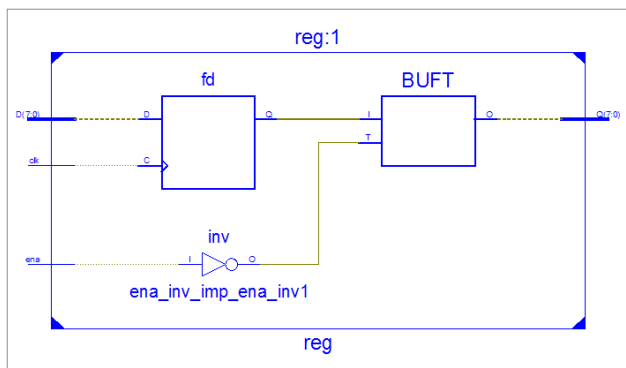 reg:1
fd
BUFT
D(7:0)
D
Q
I
O
Q(7:0)
T
clk
C
inv
ena
I
O
ena_inv_imp_ena_inv1
reg